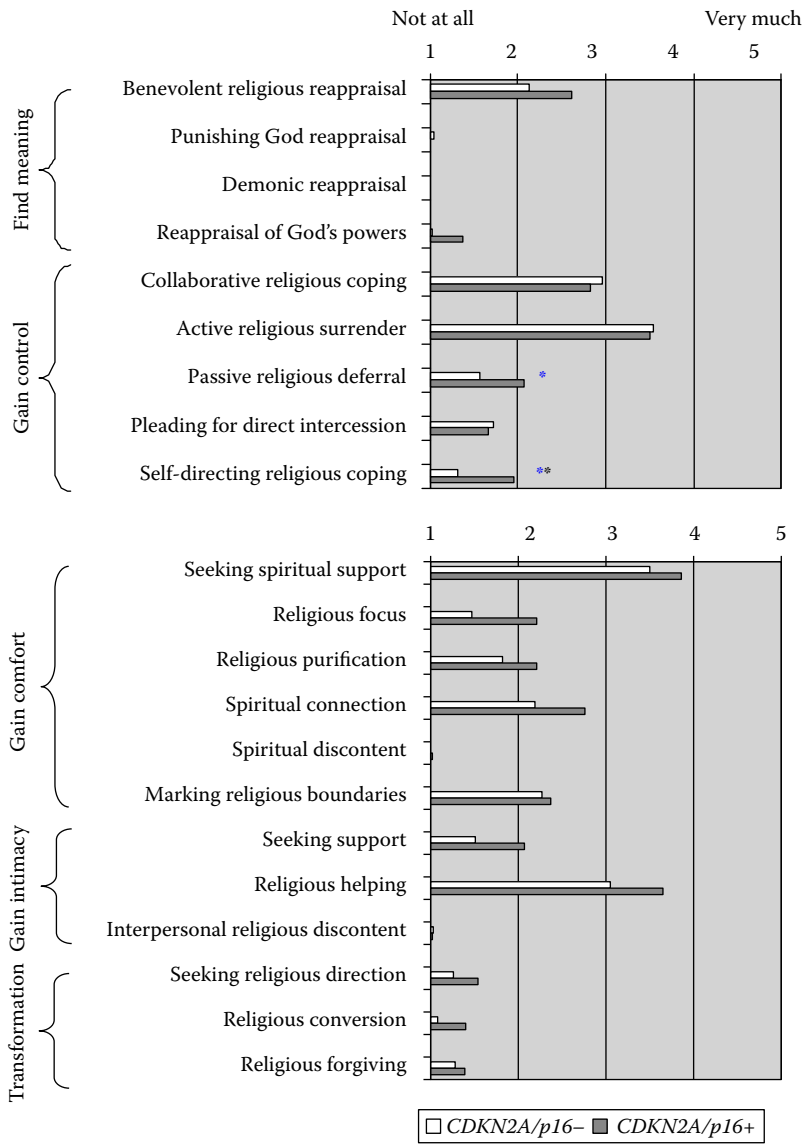 Not at all Very much
1 2 3 4 5
Find meaning
Benevolent religious reappraisal
Punishing God reappraisal
Demonic reappraisal
Reappraisal of God's powers
Gain control
Collaborative religious coping
Active religious surrender
Passive religious deferral *
Pleading for direct intercession
Self-directing religious coping **
1 2 3 4 5
Gain comfort
Seeking spiritual support
Religious focus
Religious purification
Spiritual connection
Spiritual discontent
Marking religious boundaries
Gain intimacy
Seeking support
Religious helping
Interpersonal religious discontent
Transformation
Seeking religious direction
Religious conversion
Religious forgiving
CDKN2A/p16– CDKN2A/p16+